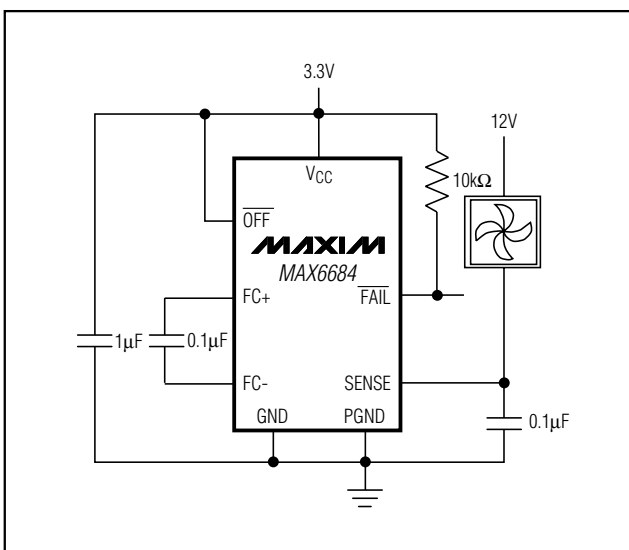 3.3V
12V
VCC
10kΩ
OFF
MAXIM
MAX6684
FC+
FAIL
1µF
0.1µF
FC-
SENSE
GND
PGND
0.1µF